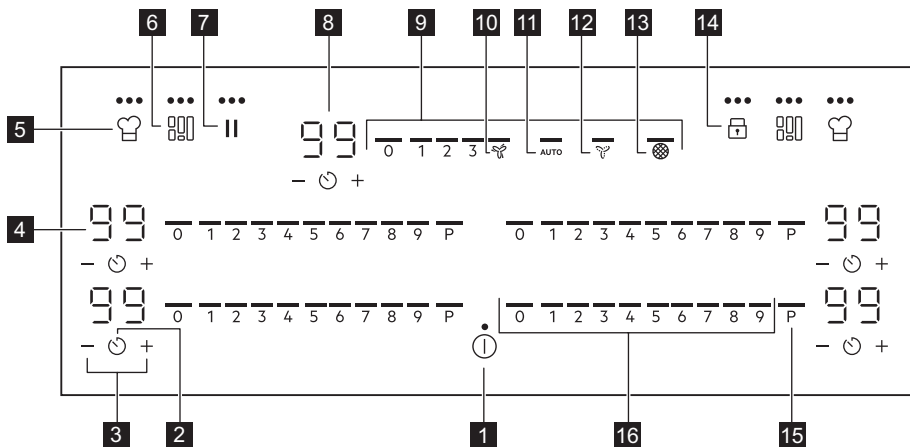 6 7 8 9 10 11 12 13 14
5
99 0 1 2 3 AUTO
− +
4 99 0 1 2 3 4 5 6 7 8 9 P 0 1 2 3 4 5 6 7 8 9 P 99
− + − +
99 0 1 2 3 4 5 6 7 8 9 P 0 1 2 3 4 5 6 7 8 9 P 99
− + − +
3 2 1 16 15